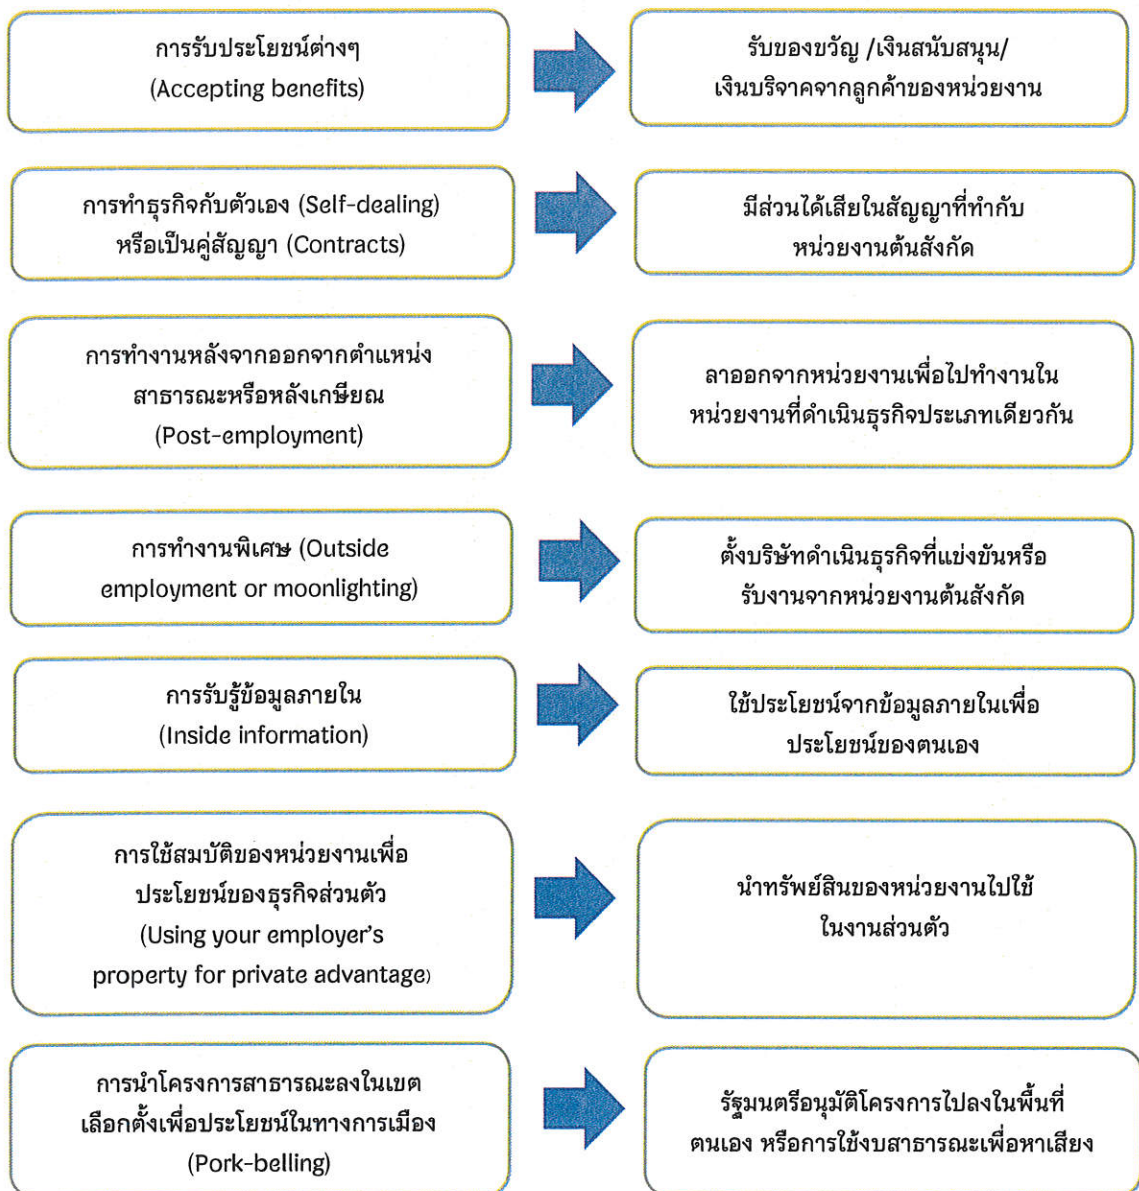 การรับประโยชน์ต่างๆ
(Accepting benefits)
รับของขวัญ /เงินสนับสนุน/
เงินบริจาคจากลูกค้าของหน่วยงาน
การทำธุรกิจกับตัวเอง (Self-dealing)
หรือเป็นคู่สัญญา (Contracts)
มีส่วนได้เสียในสัญญาที่ทำกับ
หน่วยงานต้นสังกัด
การทำงานหลังจากออกจากตำแหน่ง
สาธารณะหรือหลังเกษียณ
(Post-employment)
ลาออกจากหน่วยงานเพื่อไปทำงานใน
หน่วยงานที่ดำเนินธุรกิจประเภทเดียวกัน
การทำงานพิเศษ (Outside
employment or moonlighting)
ตั้งบริษัทดำเนินธุรกิจที่แข่งขันหรือ
รับงานจากหน่วยงานต้นสังกัด
การรับรู้ข้อมูลภายใน
(Inside information)
ใช้ประโยชน์จากข้อมูลภายในเพื่อ
ประโยชน์ของตนเอง
การใช้สมบัติของหน่วยงานเพื่อ
ประโยชน์ของธุรกิจส่วนตัว
(Using your employer's
property for private advantage)
นำทรัพย์สินของหน่วยงานไปใช้
ในงานส่วนตัว
การนำโครงการสาธารณะลงในเขต
เลือกตั้งเพื่อประโยชน์ในทางการเมือง
(Pork-belling)
รัฐมนตรีอนุมัติโครงการไปลงในพื้นที่
ตนเอง หรือการใช้งบสาธารณะเพื่อหาเสียง